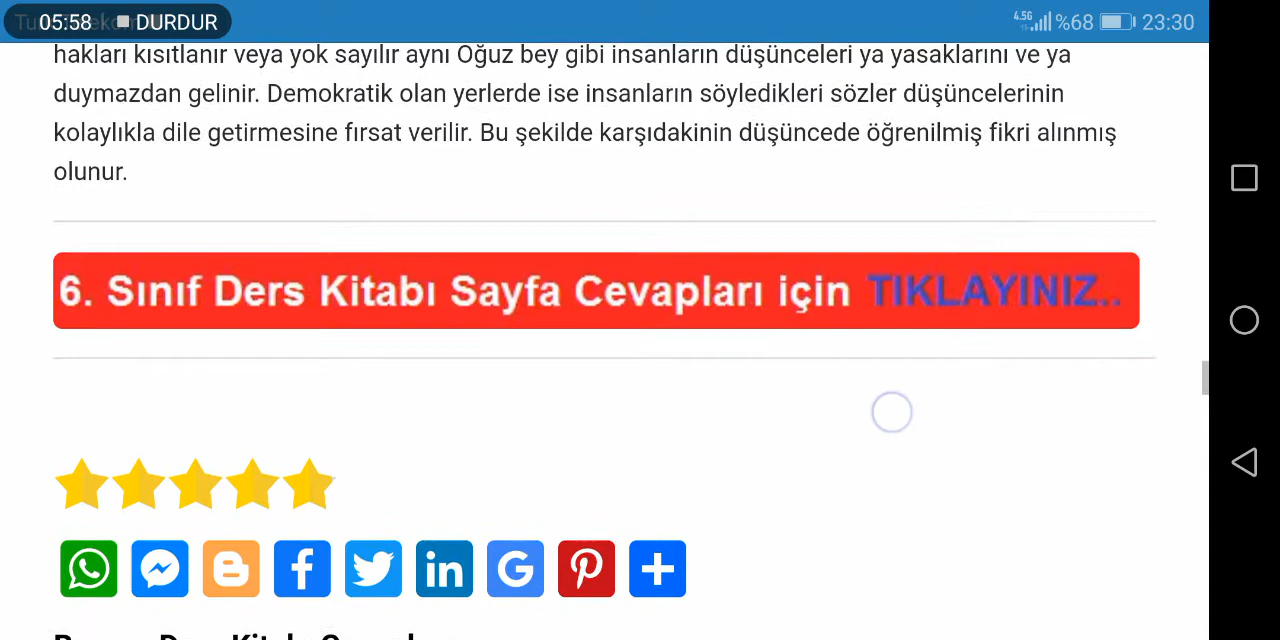 05:58 DURDUR 4.5G %68 23:30
hakları kısıtlanır veya yok sayılır aynı Oğuz bey gibi insanların düşünceleri ya yasaklarını ve ya
duymazdan gelinir. Demokratik olan yerlerde ise insanların söyledikleri sözler düşüncelerinin
kolaylıkla dile getirmesine fırsat verilir. Bu şekilde karşıdakinin düşüncede öğrenilmiş fikri alınmış
olunur.
6. Sınıf Ders Kitabı Sayfa Cevapları için TIKLAYINIZ..